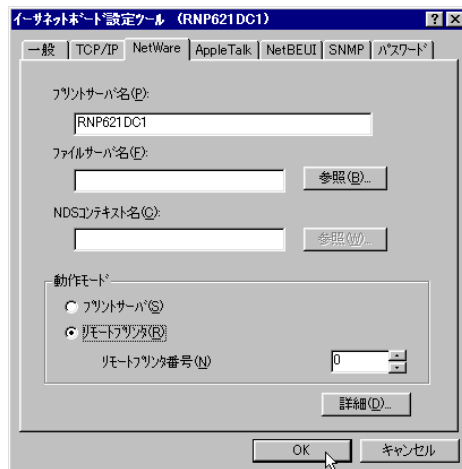 イーサネットボード設定ツール (RNP621DC1)
一般 TCP/IP NetWare AppleTalk NetBEUI SNMP パスワード
プリントサーバ名(P):
RNP621DC1
ファイルサーバ名(F):
参照(B)...
NDSコンテキスト名(C):
参照(W)...
動作モード
プリントサーバ(S)
リモートプリンタ(R)
リモートプリンタ番号(N) 0
詳細(D)...
OK キャンセル